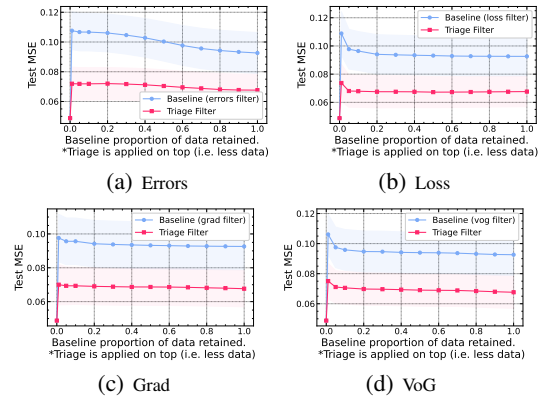 0.12
0.10
0.08
0.06
Test MSE
Baseline (errors filter)
Triage Filter
0.0 0.2 0.4 0.6 0.8 1.0
Baseline proportion of data retained.
*Triage is applied on top (i.e. less data)
(a) Errors
0.12
0.10
0.08
0.06
Test MSE
Baseline (loss filter)
Triage Filter
0.0 0.2 0.4 0.6 0.8 1.0
Baseline proportion of data retained.
*Triage is applied on top (i.e. less data)
(b) Loss
0.10
0.08
0.06
Test MSE
Baseline (grad filter)
Triage Filter
0.0 0.2 0.4 0.6 0.8 1.0
Baseline proportion of data retained.
*Triage is applied on top (i.e. less data)
(c) Grad
0.12
0.10
0.08
0.06
Test MSE
Baseline (vog filter)
Triage Filter
0.0 0.2 0.4 0.6 0.8 1.0
Baseline proportion of data retained.
*Triage is applied on top (i.e. less data)
(d) VoG